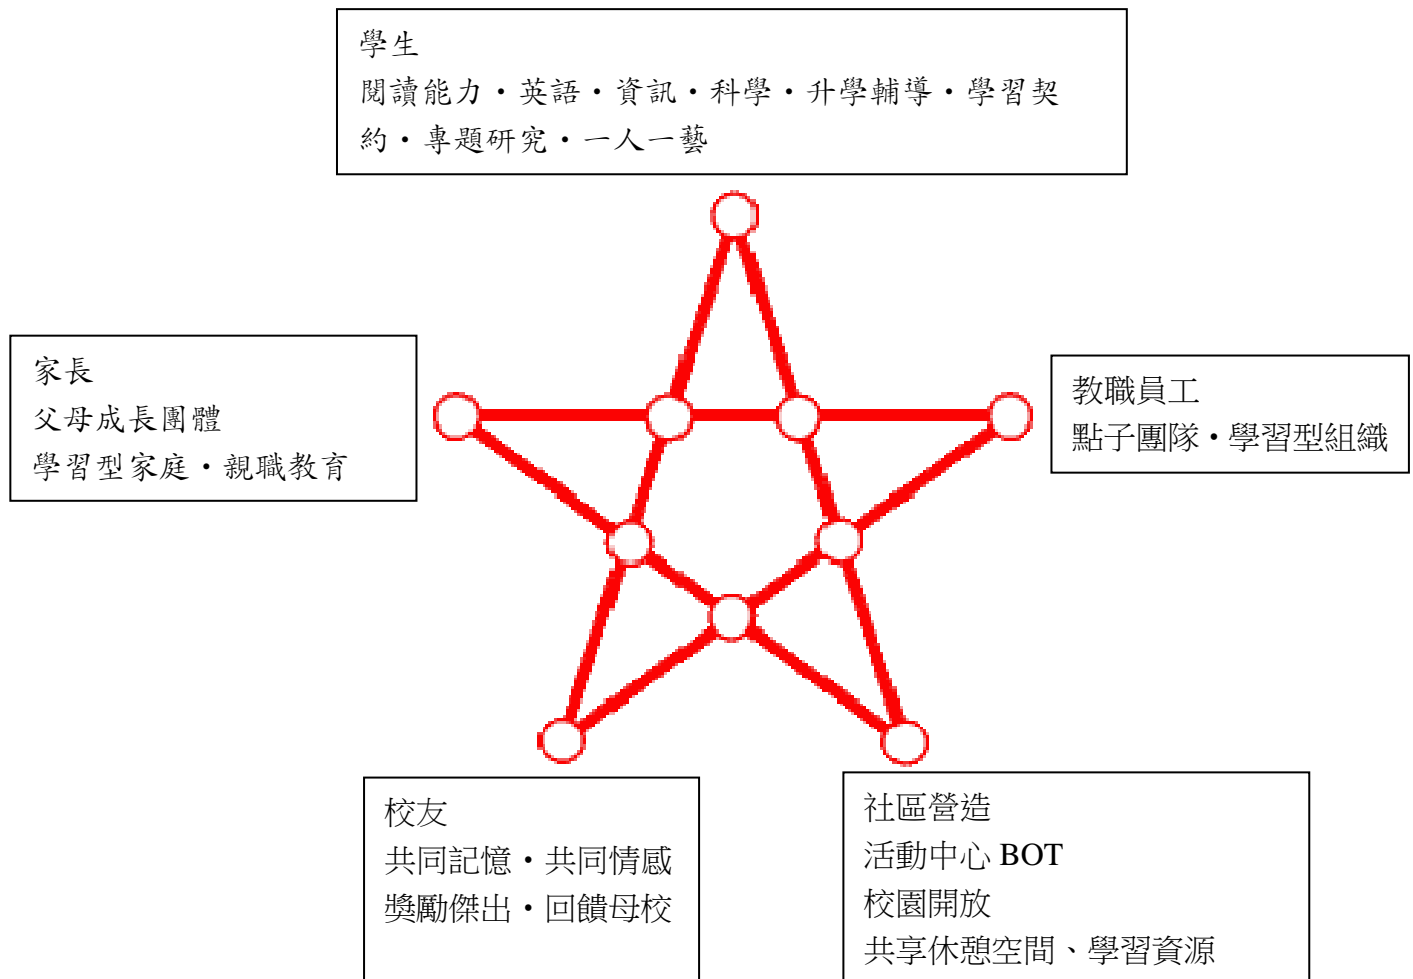 學生
閱讀能力・英語・資訊・科學・升學輔導・學習契
約・專題研究・一人一藝
家長
父母成長團體
學習型家庭・親職教育
教職員工
點子團隊・學習型組織
校友
共同記憶・共同情感
獎勵傑出・回饋母校
社區營造
活動中心 BOT
校園開放
共享休憩空間、學習資源